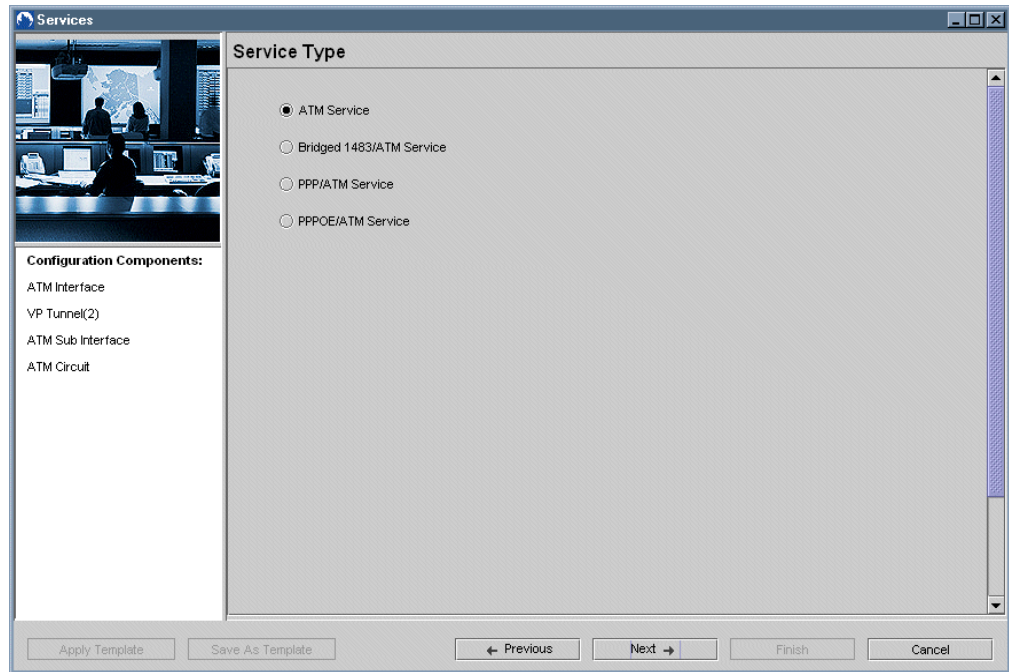 Services
Service Type
ATM Service
Bridged 1483/ATM Service
PPP/ATM Service
PPPOE/ATM Service
Configuration Components:
ATM Interface
VP Tunnel(2)
ATM Sub Interface
ATM Circuit
Apply Template
Save As Template
Previous
Next
Finish
Cancel